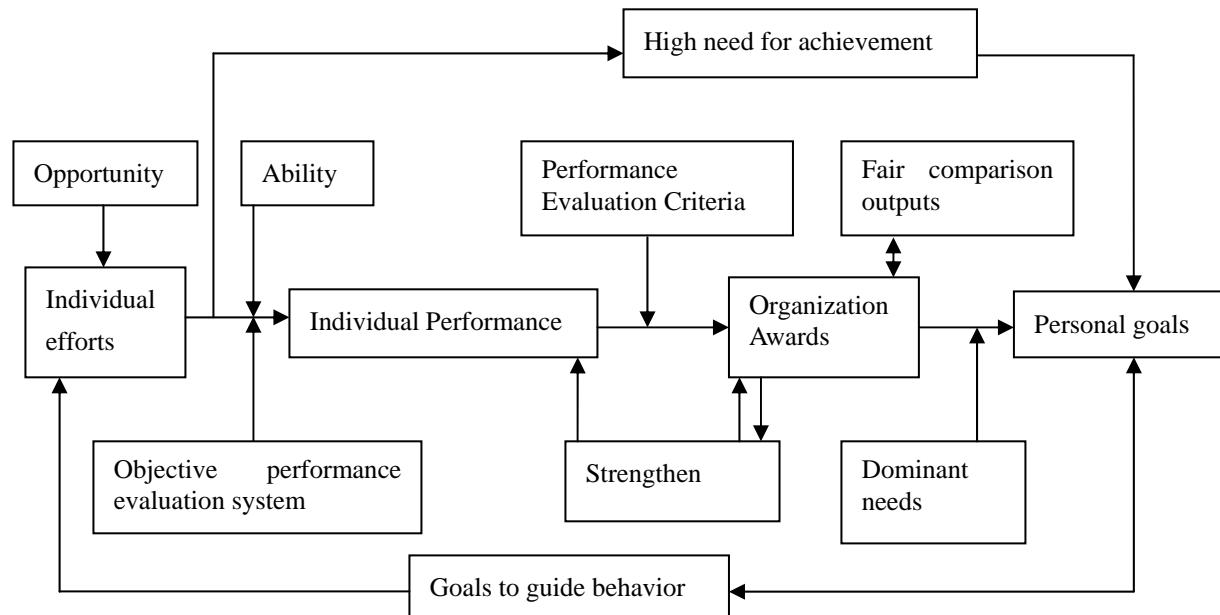 High need for achievement
Opportunity
Ability
Performance
Evaluation Criteria
Fair comparison
outputs
Individual
efforts
Individual Performance
Organization
Awards
Personal goals
Objective performance
evaluation system
Strengthen
Dominant
needs
Goals to guide behavior